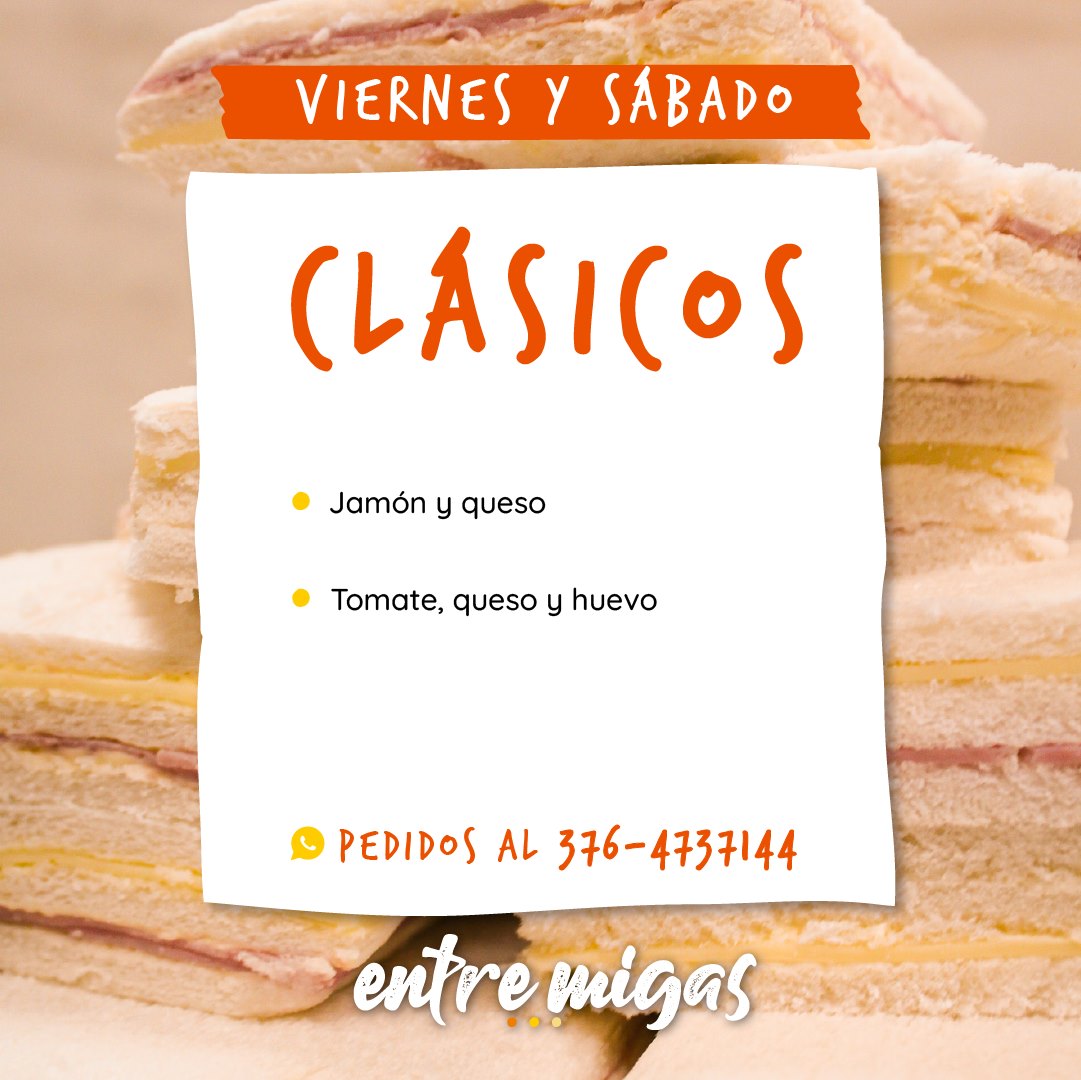 VIERNES Y SÁBADO
CLÁSICOS
Jamón y queso
Tomate, queso y huevo
PEDIDOS AL 376-4737144
entre migas